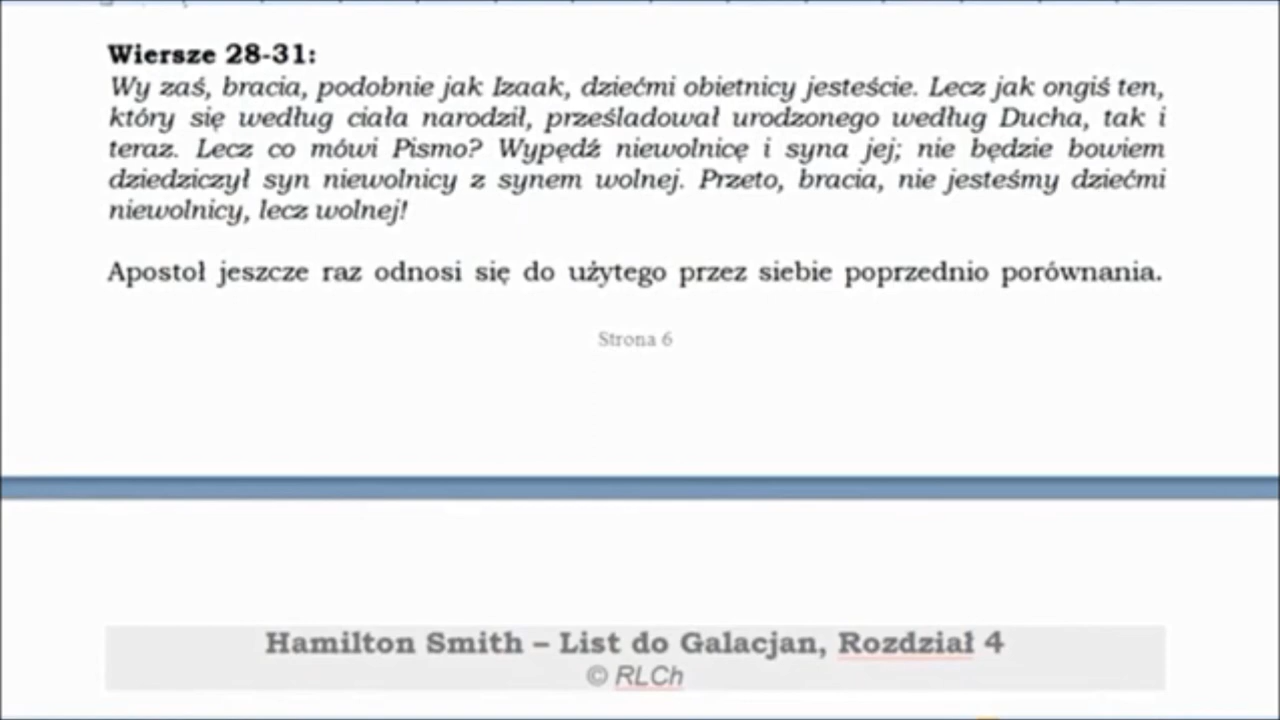 Wiersze 28-31:
Wy zaś, bracia, podobnie jak Izaak, dziećmi obietnicy jesteście. Lecz jak ongiś ten,
który się według ciała narodził, prześladował urodzonego według Ducha, tak i
teraz. Lecz co mówi Pismo? Wypędź niewolnicę i syna jej; nie będzie bowiem
dziedziczył syn niewolnicy z synem wolnej. Przeto, bracia, nie jesteśmy dziećmi
niewolnicy, lecz wolnej!
Apostoł jeszcze raz odnosi się do użytego przez siebie poprzednio porównania.
Strona 6
Hamilton Smith – List do Galacjan, Rozdział 4
© RLCh